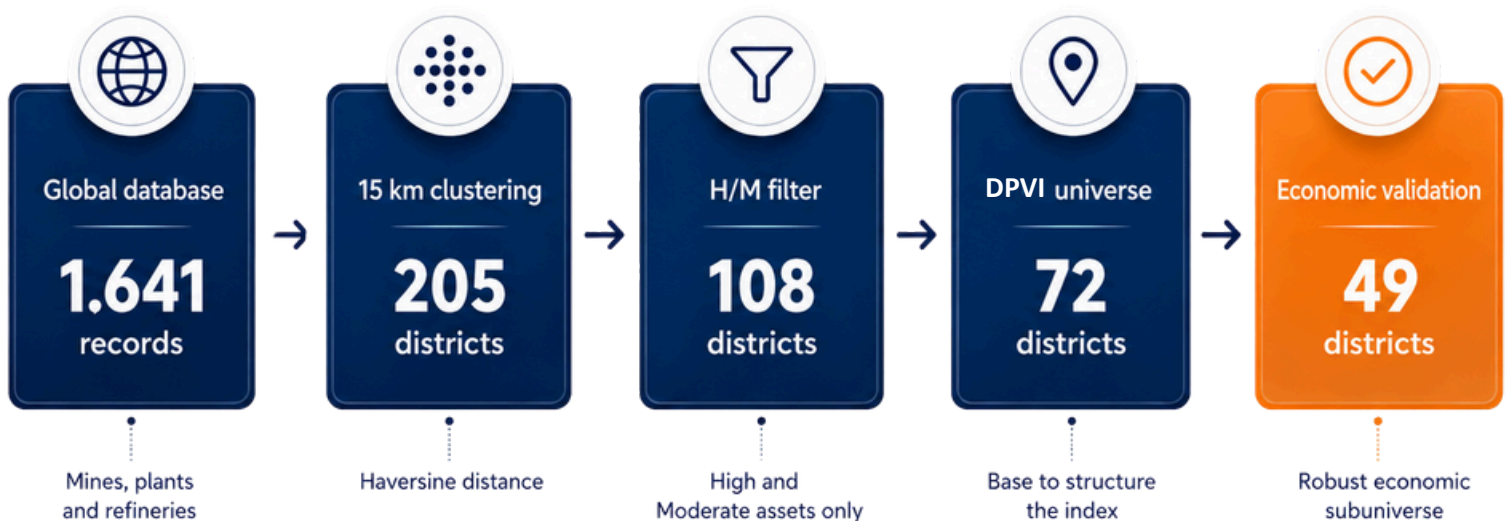 Global database
1.641
records
Mines, plants
and refineries
15 km clustering
205
districts
Haversine distance
H/M filter
108
districts
High and
Moderate assets only
DPVI universe
72
districts
Base to structure
the index
Economic validation
49
districts
Robust economic
subuniverse